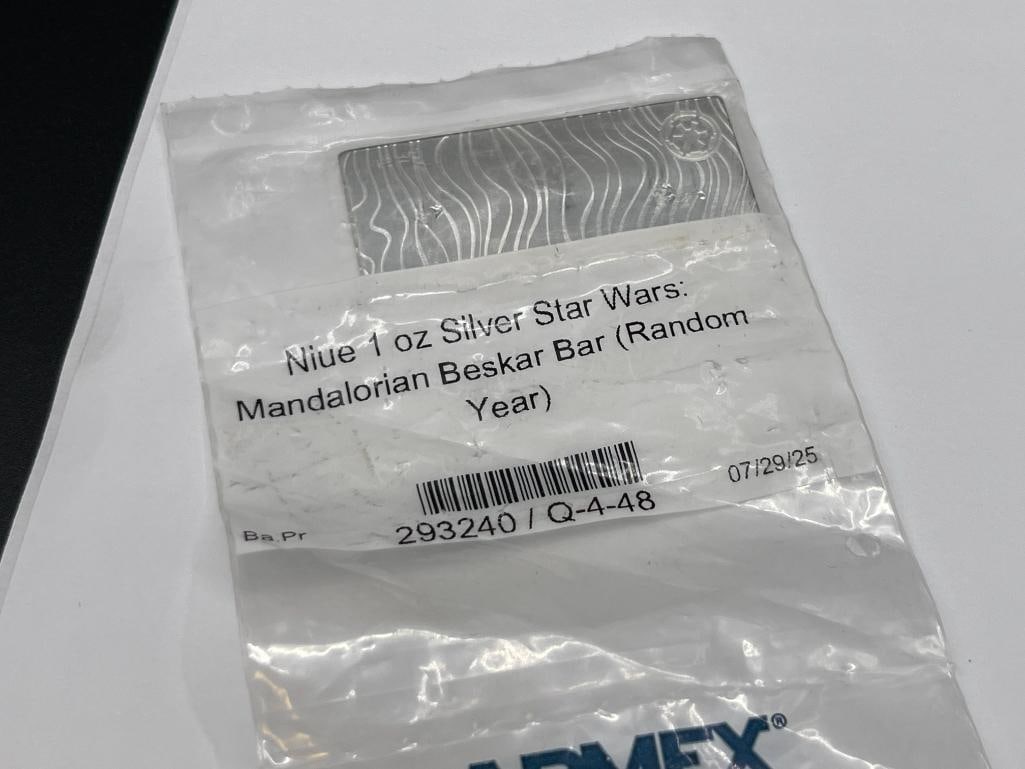 Niue 1 oz Silver Star Wars:
Mandalorian Beskar Bar (Random
Year)
07/29/25
Ba.Pr
293240 / Q-4-48
APMEX®